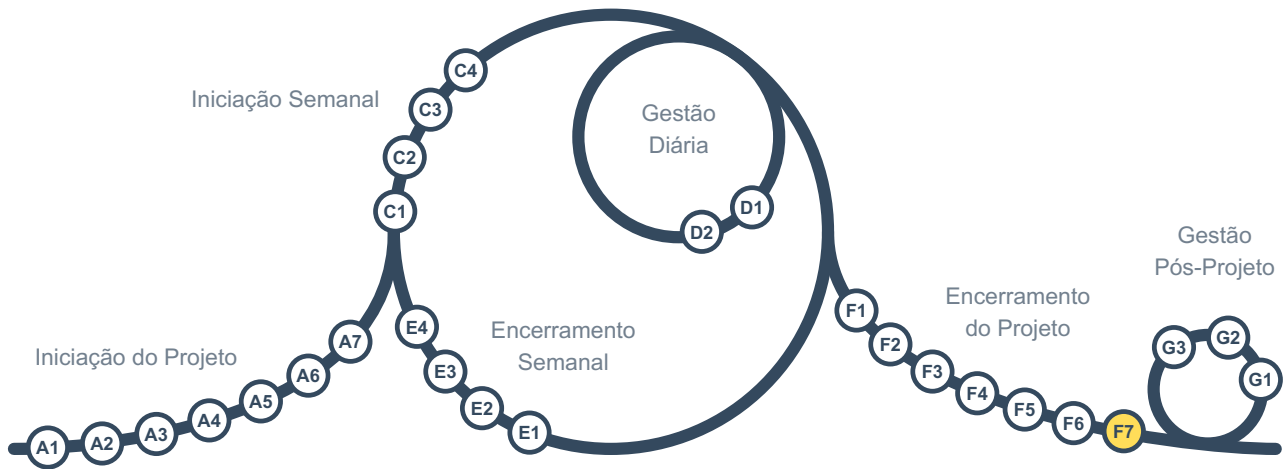 C4
Iniciação Semanal
C3
Gestão
Diária
C2
C1
D1
D2
Gestão
Pós-Projeto
Encerramento
do Projeto
F1
E4
Encerramento
Semanal
A7
F2
G3
G2
Iniciação do Projeto
E3
A6
F3
G1
A5
E2
F4
A4
F5
A3
E1
F6
F7
A2
A1